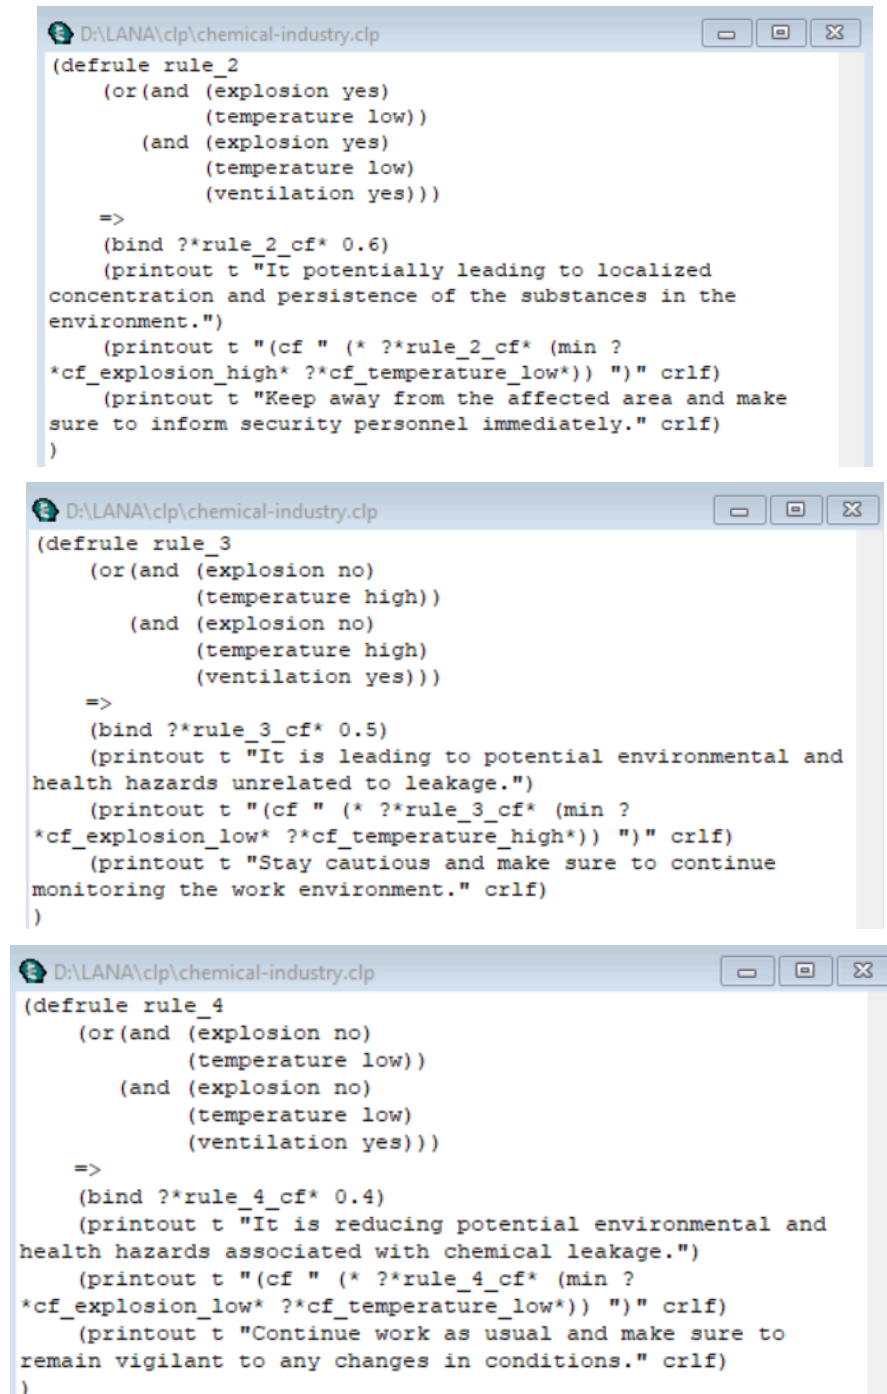 D:\LANA\clp\chemical-industry.clp
(defrule rule_2
    (or(and (explosion yes)
            (temperature low))
       (and (explosion yes)
            (temperature low)
            (ventilation yes)))
    =>
    (bind ?*rule_2_cf* 0.6)
    (printout t "It potentially leading to localized
concentration and persistence of the substances in the
environment.")
    (printout t "(cf " (* ?*rule_2_cf* (min ?
*cf_explosion_high* ?*cf_temperature_low*)) ")" crlf)
    (printout t "Keep away from the affected area and make
sure to inform security personnel immediately." crlf)
)
D:\LANA\clp\chemical-industry.clp
(defrule rule_3
    (or(and (explosion no)
            (temperature high))
       (and (explosion no)
            (temperature high)
            (ventilation yes)))
    =>
    (bind ?*rule_3_cf* 0.5)
    (printout t "It is leading to potential environmental and
health hazards unrelated to leakage.")
    (printout t "(cf " (* ?*rule_3_cf* (min ?
*cf_explosion_low* ?*cf_temperature_high*)) ")" crlf)
    (printout t "Stay cautious and make sure to continue
monitoring the work environment." crlf)
)
D:\LANA\clp\chemical-industry.clp
(defrule rule_4
    (or(and (explosion no)
            (temperature low))
       (and (explosion no)
            (temperature low)
            (ventilation yes)))
    =>
    (bind ?*rule_4_cf* 0.4)
    (printout t "It is reducing potential environmental and
health hazards associated with chemical leakage.")
    (printout t "(cf " (* ?*rule_4_cf* (min ?
*cf_explosion_low* ?*cf_temperature_low*)) ")" crlf)
    (printout t "Continue work as usual and make sure to
remain vigilant to any changes in conditions." crlf)
)